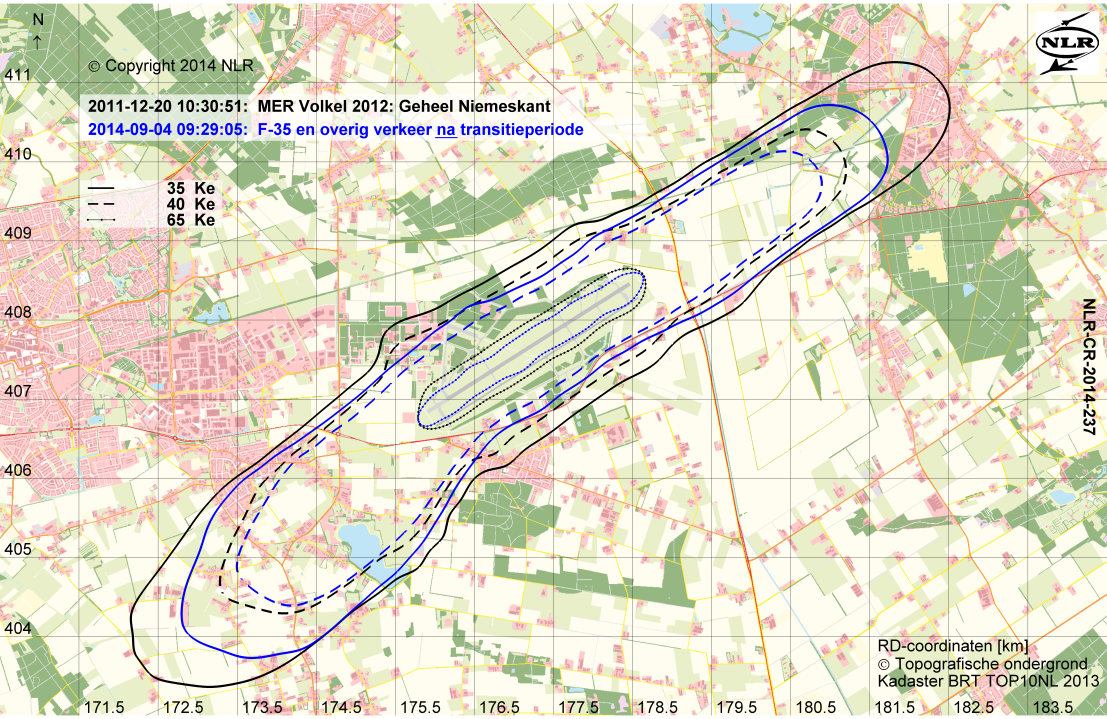 N
↑
NLR
© Copyright 2014 NLR
2011-12-20 10:30:51: MER Volkel 2012: Geheel Niemeskant
2014-09-04 09:29:05: F-35 en overig verkeer na transitieperiode
35 Ke
40 Ke
65 Ke
411
410
409
408
407
406
405
404
NLR-CR-2014-237
RD-coordinaten [km]
© Topografische ondergrond
Kadaster BRT TOP10NL 2013
171.5 172.5 173.5 174.5 175.5 176.5 177.5 178.5 179.5 180.5 181.5 182.5 183.5